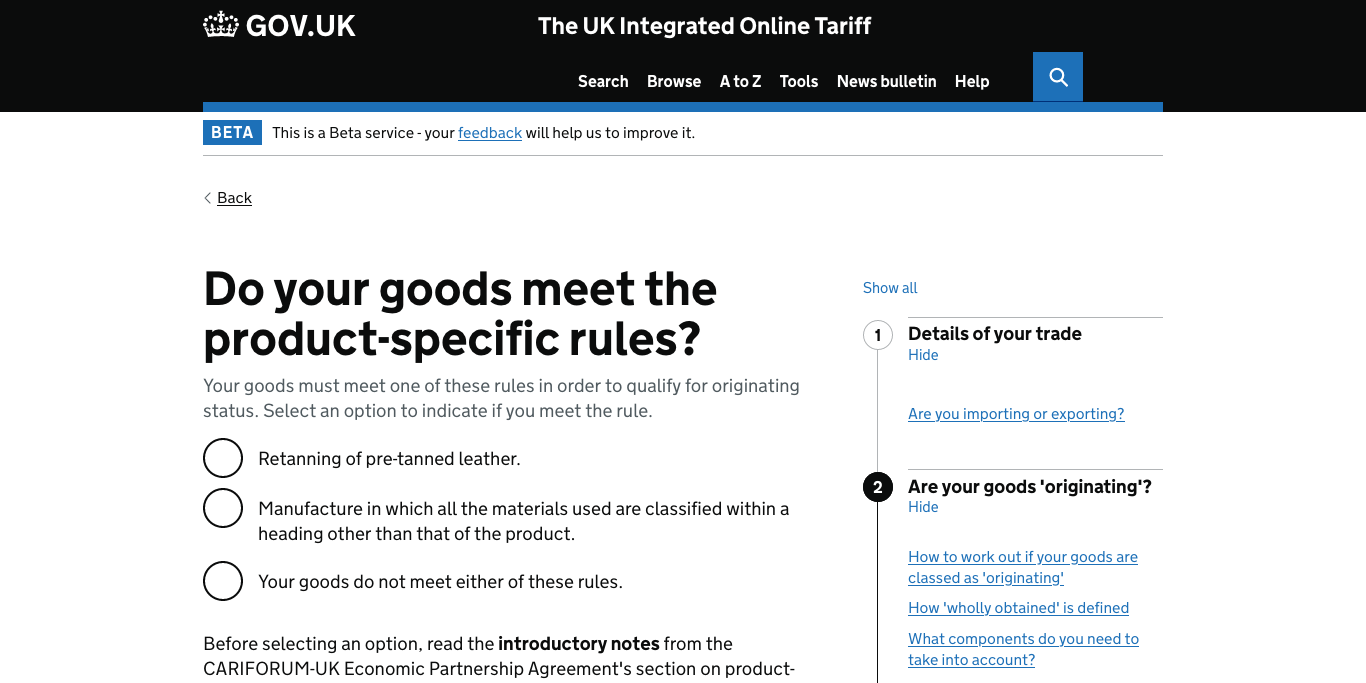 GOV.UK
The UK Integrated Online Tariff
Search Browse A to Z Tools News bulletin Help
BETA This is a Beta service - your feedback will help us to improve it.
Back
Do your goods meet the
product-specific rules?
Your goods must meet one of these rules in order to qualify for originating
status. Select an option to indicate if you meet the rule.
Retanning of pre-tanned leather.
Manufacture in which all the materials used are classified within a
heading other than that of the product.
Your goods do not meet either of these rules.
Before selecting an option, read the introductory notes from the
CARIFORUM-UK Economic Partnership Agreement's section on product-
Show all
1 Details of your trade
Hide
Are you importing or exporting?
2 Are your goods 'originating'?
Hide
How to work out if your goods are
classed as 'originating'
How 'wholly obtained' is defined
What components do you need to
take into account?